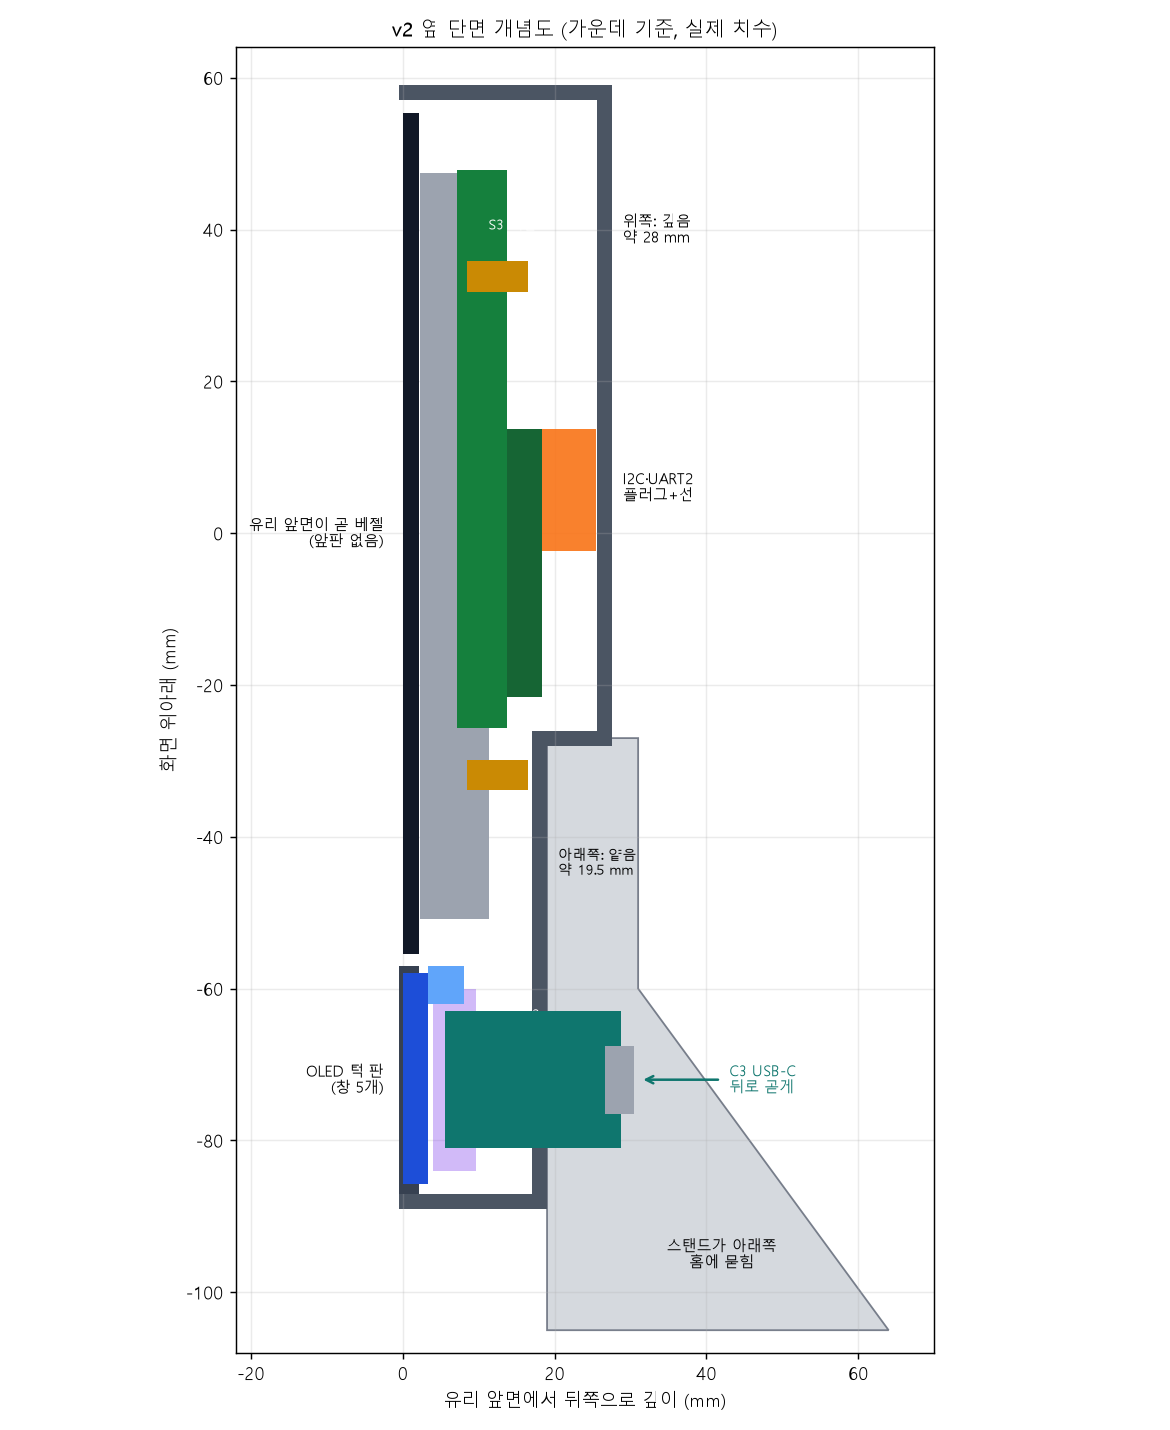 v2 옆 단면 개념도 (가운데 기준, 실제 치수)
60
40
20
0
-20
-40
-60
-80
-100
화면 위아래 (mm)
S3
위쪽: 깊음
약 28 mm
I2C·UART2
플러그+선
유리 앞면이 곧 베젤
(앞판 없음)
아래쪽: 얕음
약 19.5 mm
OLED 턱 판
(창 5개)
C3 USB-C
뒤로 곧게
스탠드가 아래쪽
홈에 묻힘
-20
0
20
40
60
유리 앞면에서 뒤쪽으로 깊이 (mm)